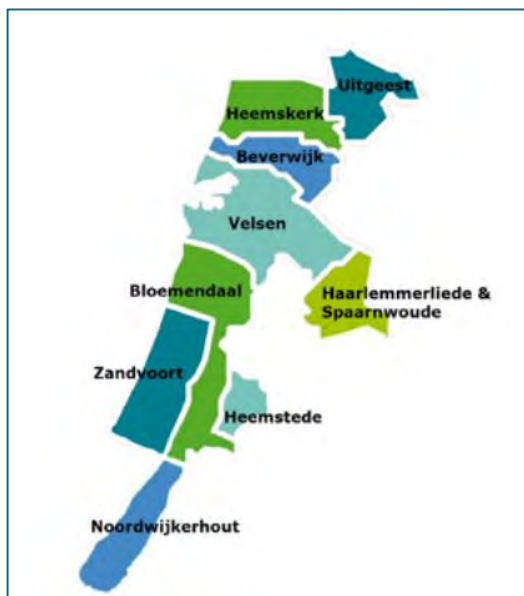 Uitgeest
Heemskerk
Beverwijk
Velsen
Bloemendaal
Haarlemmerliede &
Spaarnwoude
Zandvoort
Heemstede
Noordwijkerhout